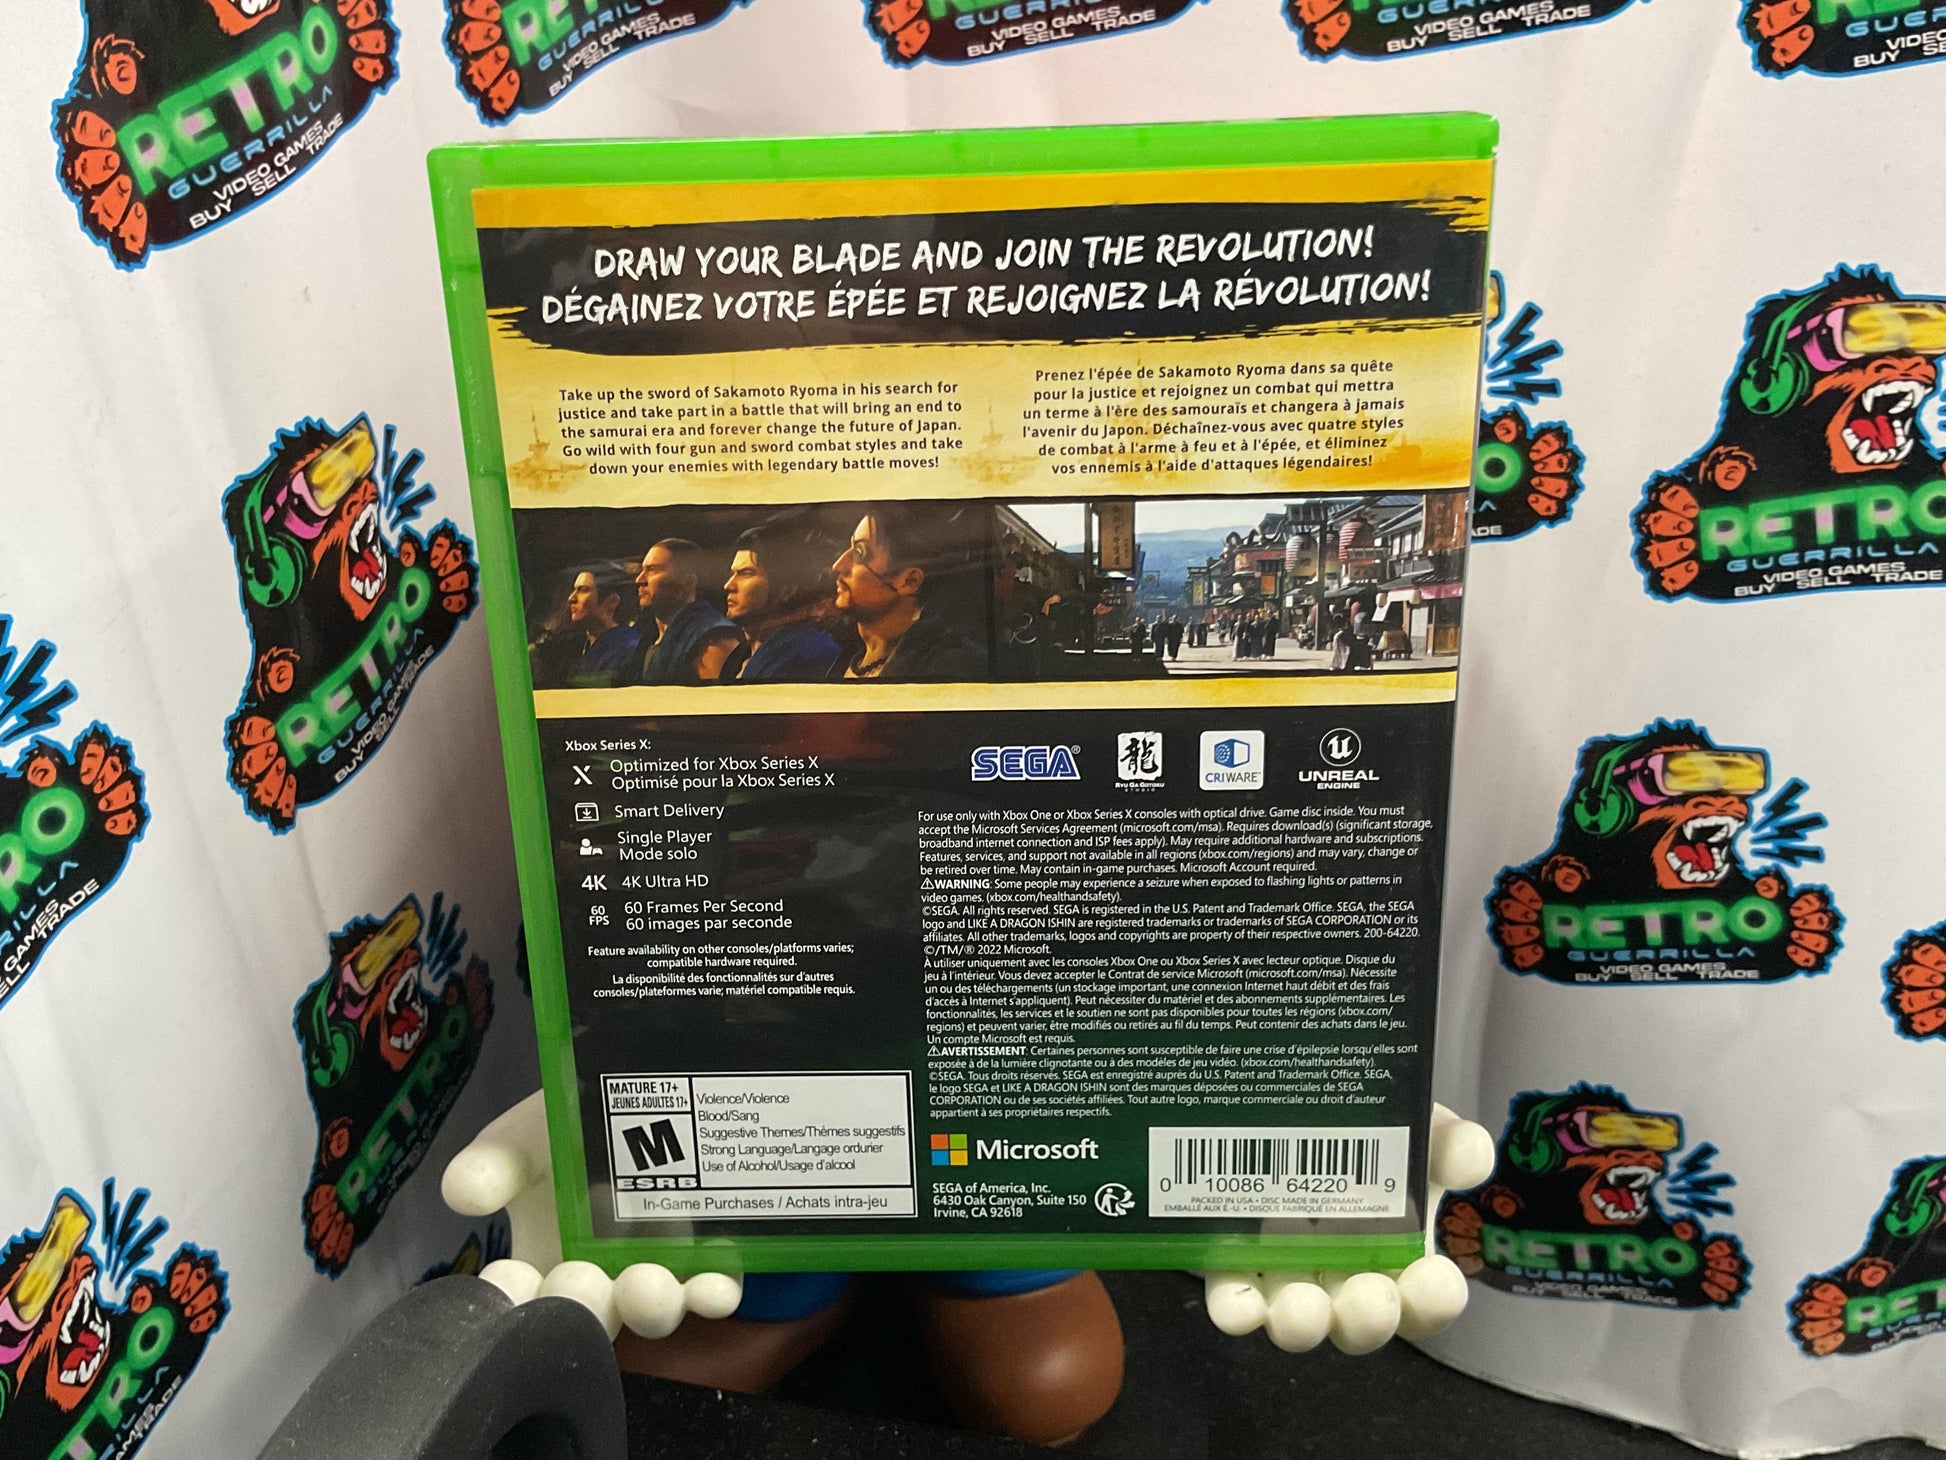 DRAW YOUR BLADE AND JOIN THE REVOLUTION!
DÉGAINEZ VOTRE ÉPÉE ET REJOIGNEZ LA RÉVOLUTION!
Take up the sword of Sakamoto Ryoma in his search for
justice and take part in a battle that will bring an end to
the samurai era and forever change the future of Japan.
Go wild with four gun and sword combat styles and take
down your enemies with legendary battle moves!
Prenez l'épée de Sakamoto Ryoma dans sa quête
pour la justice et rejoignez un combat qui mettra
un terme à l'ère des samouraïs et changera à jamais
l'avenir du Japon. Déchaînez-vous avec quatre styles
de combat à l'arme à feu et à l'épée, et éliminez
vos ennemis à l'aide d'attaques légendaires!
Xbox Series X:
Optimized for Xbox Series X
Optimisé pour la Xbox Series X
Smart Delivery
Single Player
Mode solo
4K 4K Ultra HD
60 FPS
60 Frames Per Second
60 images par seconde
Feature availability on other consoles/platforms varies;
compatible hardware required.
La disponibilité des fonctionnalités sur d'autres
consoles/plateformes varie; matériel compatible requis.
SEGA®
龍
RYU GA GOTOKU
STUDIO
CRIWARE™
UNREAL
ENGINE
For use only with Xbox One or Xbox Series X consoles with optical drive. Game disc inside. You must
accept the Microsoft Services Agreement (microsoft.com/msa). Requires download(s) (significant storage,
broadband internet connection and ISP fees apply). May require additional hardware and subscriptions.
Features, services, and support not available in all regions (xbox.com/regions) and may vary, change or
be retired over time. May contain in-game purchases. Microsoft Account required.
⚠WARNING: Some people may experience a seizure when exposed to flashing lights or patterns in
video games. (xbox.com/healthandsafety).
©SEGA. All rights reserved. SEGA is registered in the U.S. Patent and Trademark Office. SEGA, the SEGA
logo and LIKE A DRAGON ISHIN are registered trademarks or trademarks of SEGA CORPORATION or its
affiliates. All other trademarks, logos and copyrights are property of their respective owners. 200-64220.
©/TM/® 2022 Microsoft.
À utiliser uniquement avec les consoles Xbox One ou Xbox Series X avec lecteur optique. Disque du
jeu à l'intérieur. Vous devez accepter le Contrat de service Microsoft (microsoft.com/msa). Nécessite
un ou des téléchargements (un stockage important, une connexion Internet haut débit et des frais
d'accès à Internet s'appliquent). Peut nécessiter du matériel et des abonnements supplémentaires. Les
fonctionnalités, les services et le soutien ne sont pas disponibles pour toutes les régions (xbox.com/
regions) et peuvent varier, être modifiés ou retirés au fil du temps. Peut contenir des achats dans le jeu.
Un compte Microsoft est requis.
⚠AVERTISSEMENT: Certaines personnes sont susceptible de faire une crise d'épilepsie lorsqu'elles sont
exposée à de la lumière clignotante ou à des modèles de jeu vidéo. (xbox.com/healthandsafety).
©SEGA. Tous droits réservés. SEGA est enregistré auprès du U.S. Patent and Trademark Office. SEGA,
le logo SEGA et LIKE A DRAGON ISHIN sont des marques déposées ou commerciales de SEGA
CORPORATION ou de ses sociétés affiliées. Tout autre logo, marque commerciale ou droit d'auteur
appartient à ses propriétaires respectifs.
MATURE 17+
JEUNES ADULTES 17+
M
ESRB
Violence/Violence
Blood/Sang
Suggestive Themes/Thèmes suggestifs
Strong Language/Langage ordurier
Use of Alcohol/Usage d'alcool
In-Game Purchases / Achats intra-jeu
Microsoft
SEGA of America, Inc.
6430 Oak Canyon, Suite 150
Irvine, CA 92618
0 10086 64220 9
PACKED IN USA • DISC MADE IN GERMANY
EMBALLÉ AUX É.-U. • DISQUE FABRIQUÉ EN ALLEMAGNE
RETRO
GUERRILLA
VIDEO GAMES
BUY SELL TRADE